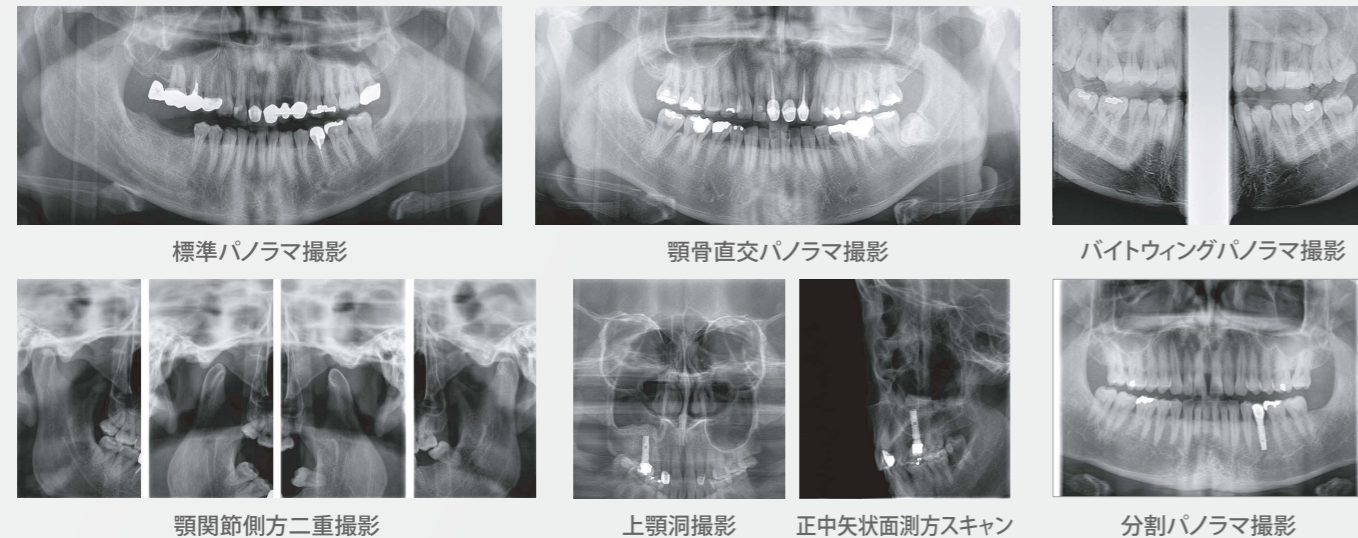 標準パノラマ撮影
顎骨直交パノラマ撮影
バイトウィングパノラマ撮影
顎関節側方二重撮影
上顎洞撮影
正中矢状面測方スキャン
分割パノラマ撮影